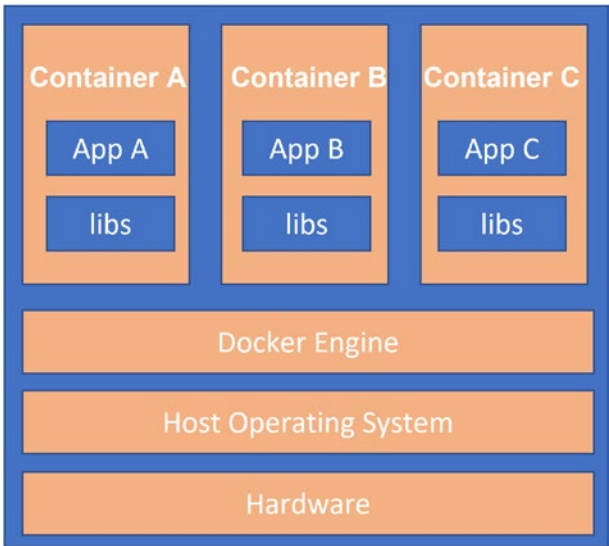 Container A
Container B
Container C
App A
App B
App C
libs
libs
libs
Docker Engine
Host Operating System
Hardware